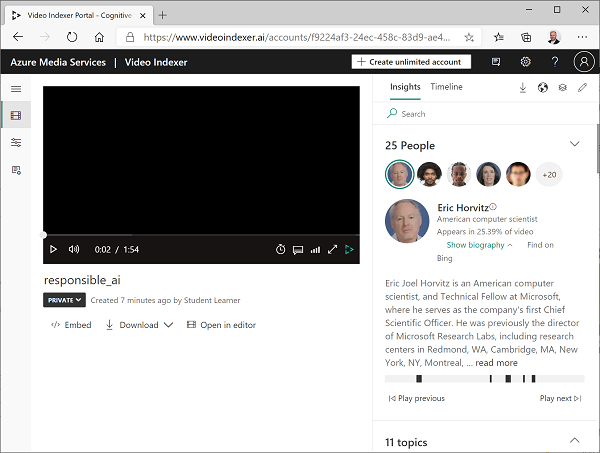 Video Indexer Portal - Cognitive
https://www.videoindexer.ai/accounts/f9224af3-24ec-458c-83d9-ae4...
Azure Media Services | Video Indexer
Create unlimited account
Insights Timeline
Search
25 People
+20
Eric Horvitz
American computer scientist
Appears in 25.39% of video
Show biography Find on
Bing
Eric Joel Horvitz is an American computer
scientist, and Technical Fellow at Microsoft,
where he serves as the company's first Chief
Scientific Officer. He was previously the director
of Microsoft Research Labs, including research
centers in Redmond, WA, Cambridge, MA, New
York, NY, Montreal, ... read more
Play previous Play next
11 topics
0:02 / 1:54
responsible_ai
PRIVATE Created 7 minutes ago by Student Learner
</> Embed Download Open in editor